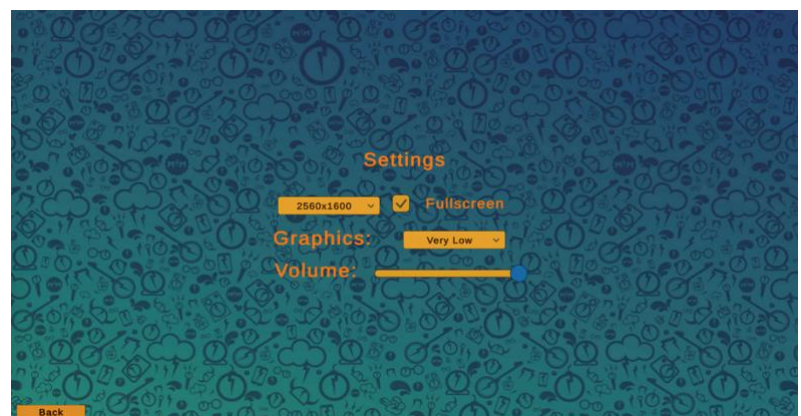 Settings
2560x1600 Fullscreen
Graphics: Very Low
Volume:
Back